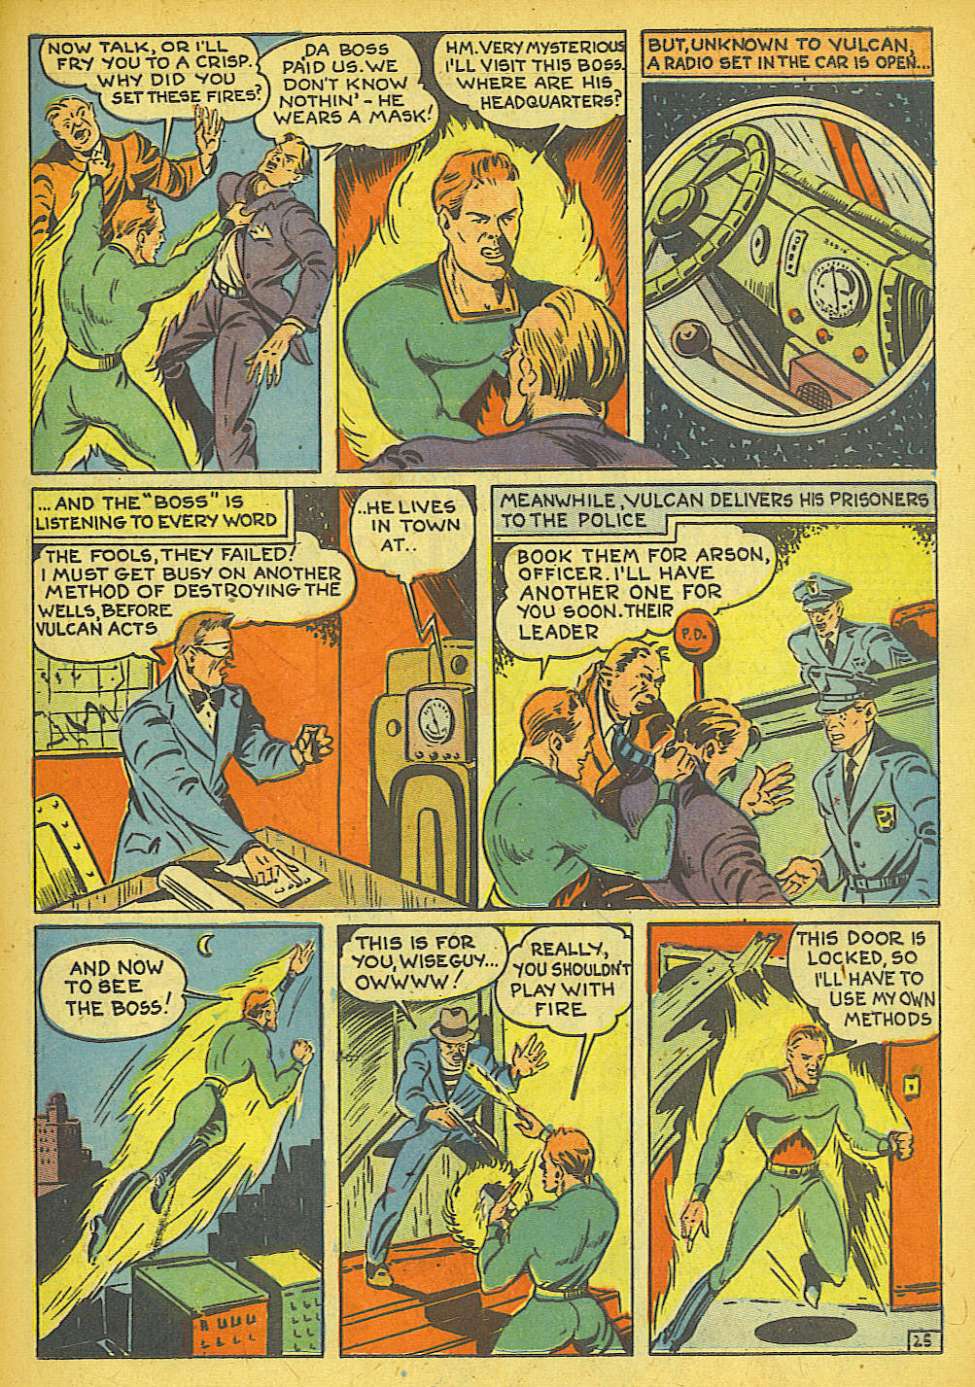 NOW TALK, OR I'LL
FRY YOU TO A CRISP.
WHY DID YOU
SET THESE FIRES?
DA BOSS
PAID US. WE
DON'T KNOW
NOTHIN'-HE
WEARS A MASK!
HM. VERY MYSTERIOUS
I'LL VISIT THIS BOSS.
WHERE ARE HIS
HEADQUARTERS?
BUT, UNKNOWN TO VULCAN,
A RADIO SET IN THE CAR IS OPEN...
RADIO
...AND THE "BOSS" IS
LISTENING TO EVERY WORD
THE FOOLS, THEY FAILED!
I MUST GET BUSY ON ANOTHER
METHOD OF DESTROYING THE
WELLS, BEFORE
VULCAN ACTS
..HE LIVES
IN TOWN
AT..
MEANWHILE, VULCAN DELIVERS HIS PRISONERS
TO THE POLICE
BOOK THEM FOR ARSON,
OFFICER. I'LL HAVE
ANOTHER ONE FOR
YOU SOON. THEIR
LEADER
P.D.
AND NOW
TO SEE
THE BOSS!
THIS IS FOR
YOU, WISEGUY...
OWWWW!
REALLY,
YOU SHOULDN'T
PLAY WITH
FIRE
THIS DOOR IS
LOCKED, SO
I'LL HAVE TO
USE MY OWN
METHODS
25